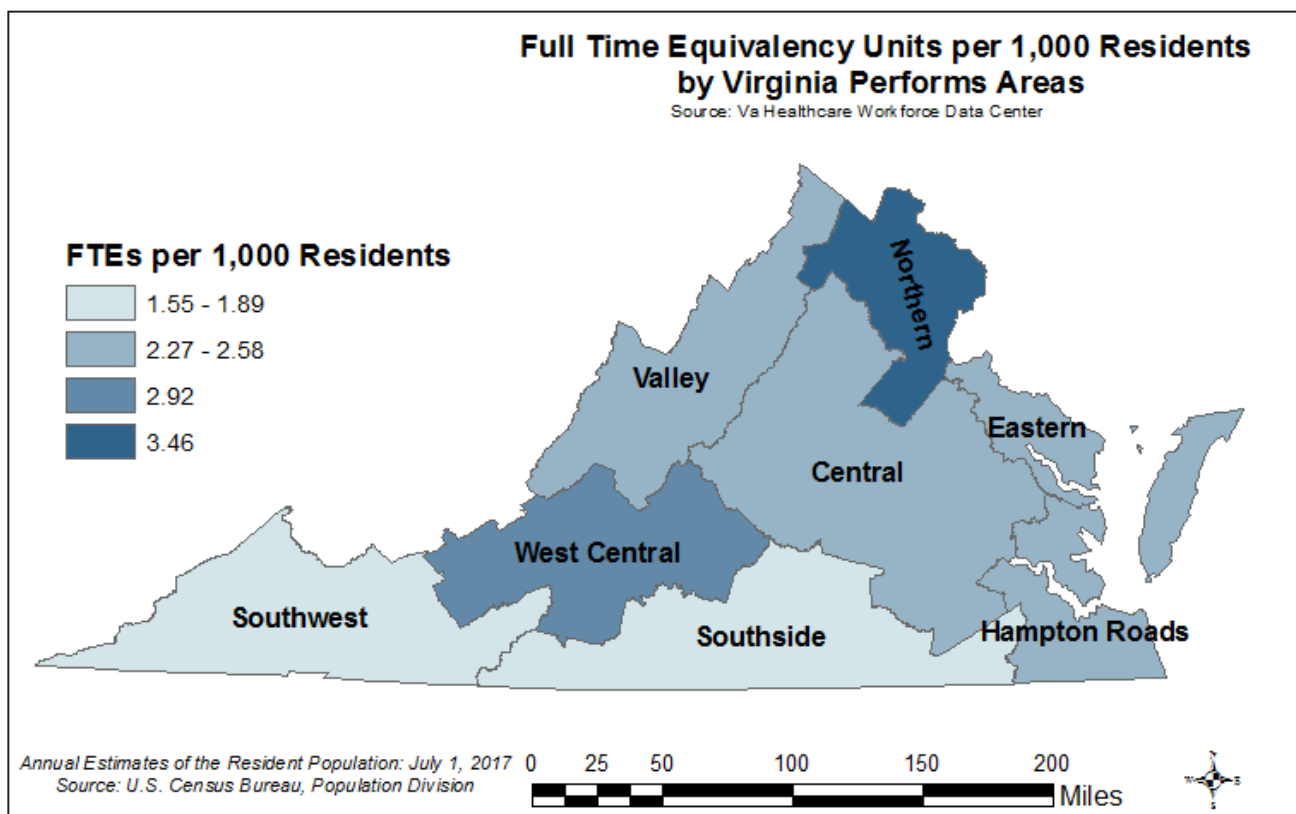 Full Time Equivalency Units per 1,000 Residents
by Virginia Performs Areas
Source: Va Healthcare Workforce Data Center
FTEs per 1,000 Residents
1.55 - 1.89
2.27 - 2.58
2.92
3.46
Northern
Valley
Eastern
Central
West Central
Southwest
Southside
Hampton Roads
Annual Estimates of the Resident Population: July 1, 2017
Source: U.S. Census Bureau, Population Division
0 25 50 100 150 200
Miles